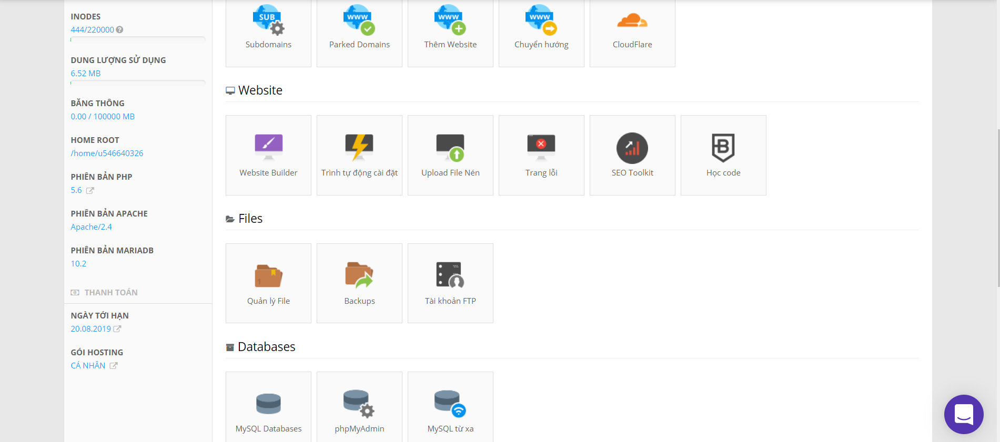 INODES
444/220000
DUNG LƯỢNG SỬ DỤNG
6.52 MB
BĂNG THÔNG
0.00 / 100000 MB
HOME ROOT
/home/u546640326
PHIÊN BẢN PHP
5.6
PHIÊN BẢN APACHE
Apache/2.4
PHIÊN BẢN MARIADB
10.2
THANH TOÁN
NGÀY TỚI HẠN
20.08.2019
GÓI HOSTING
CÁ NHÂN
SUB WWW WWW WWW
Subdomains Parked Domains Thêm Website Chuyển hướng CloudFlare
Website
Website Builder Trình tự động cài đặt Upload File Nén Trang lỗi SEO Toolkit Học code
Files
Quản lý File Backups Tài khoản FTP
Databases
MySQL Databases phpMyAdmin MySQL từ xa